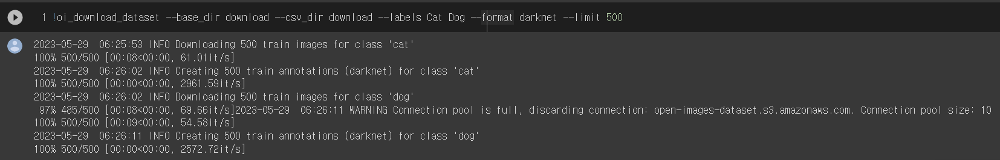 1 !oi_download_dataset --base_dir download --csv_dir download --labels Cat Dog --format darknet --limit 500
2023-05-29  06:25:53 INFO Downloading 500 train images for class 'cat'
100% 500/500 [00:08<00:00, 61.01it/s]
2023-05-29  06:26:02 INFO Creating 500 train annotations (darknet) for class 'cat'
100% 500/500 [00:00<00:00, 2961.59it/s]
2023-05-29  06:26:02 INFO Downloading 500 train images for class 'dog'
 97% 485/500 [00:08<00:00, 69.66it/s]2023-05-29  06:26:11 WARNING Connection pool is full, discarding connection: open-images-dataset.s3.amazonaws.com. Connection pool size: 10
100% 500/500 [00:09<00:00, 54.58it/s]
2023-05-29  06:26:11 INFO Creating 500 train annotations (darknet) for class 'dog'
100% 500/500 [00:00<00:00, 2572.72it/s]